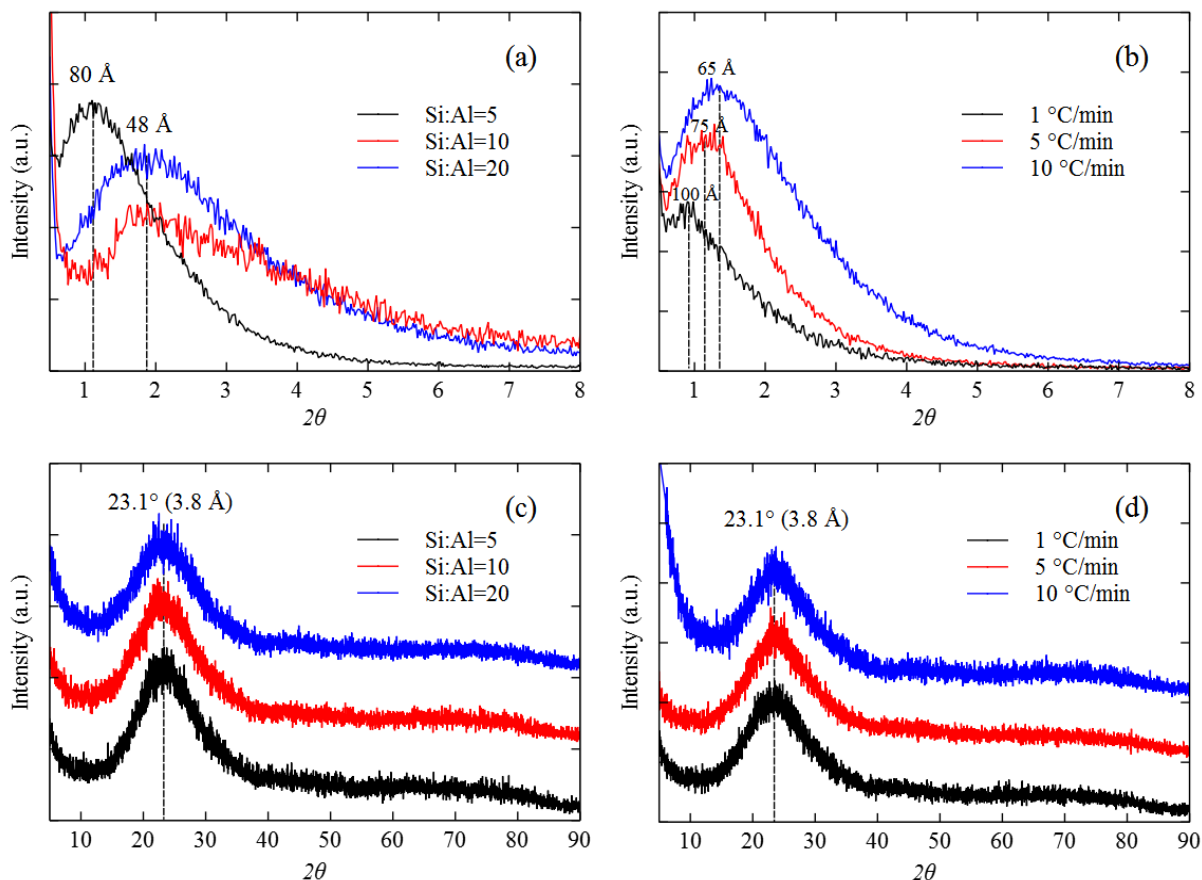 (a)
80 Å
48 Å
Si:Al=5
Si:Al=10
Si:Al=20
Intensity (a.u.)
1 2 3 4 5 6 7 8
2θ
(b)
65 Å
75 Å
100 Å
1 °C/min
5 °C/min
10 °C/min
Intensity (a.u.)
1 2 3 4 5 6 7 8
2θ
(c)
23.1° (3.8 Å)
Si:Al=5
Si:Al=10
Si:Al=20
Intensity (a.u.)
10 20 30 40 50 60 70 80 90
2θ
(d)
23.1° (3.8 Å)
1 °C/min
5 °C/min
10 °C/min
Intensity (a.u.)
10 20 30 40 50 60 70 80 90
2θ